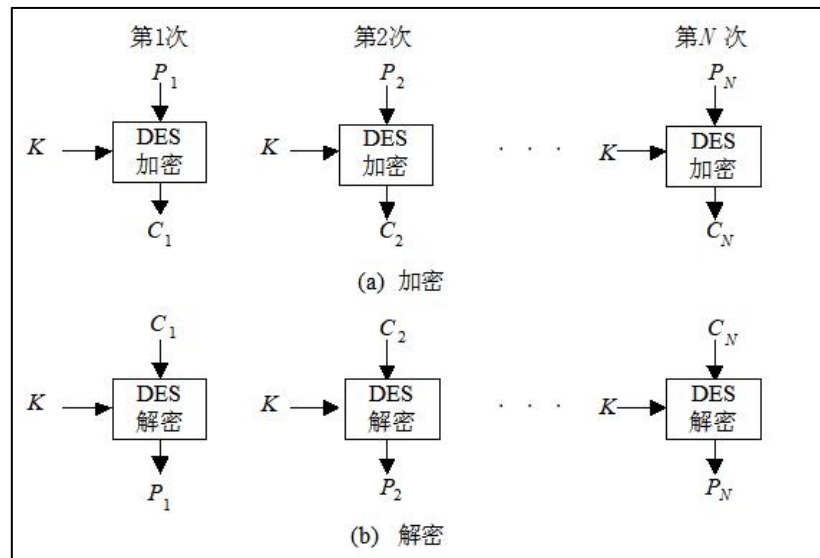 第1次 第2次 第N 次
P1 P2 PN
K DES 加密 K DES 加密 · · · K DES 加密
C1 C2 CN
(a) 加密
C1 C2 CN
K DES 解密 K DES 解密 · · · K DES 解密
P1 P2 PN
(b) 解密